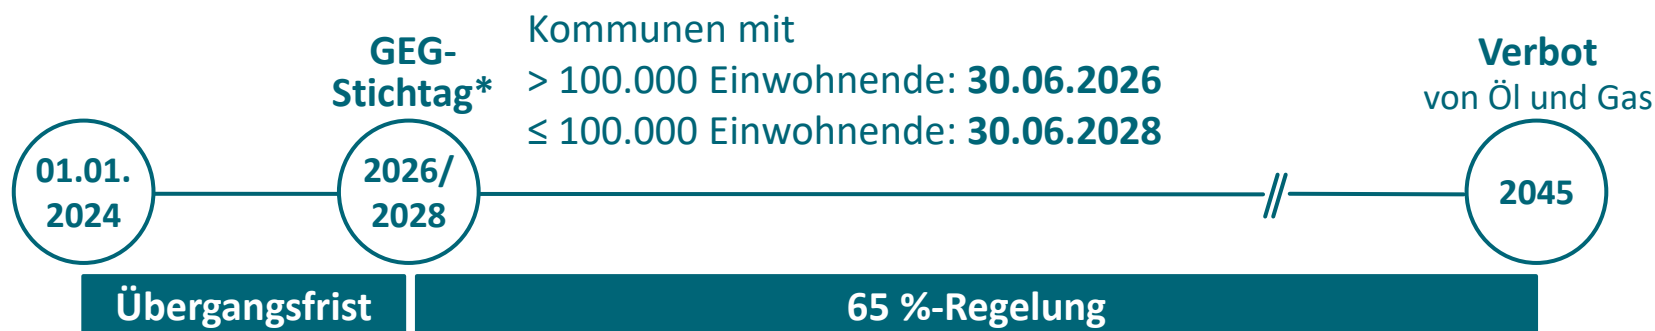 GEG-
Stichtag*
Kommunen mit
> 100.000 Einwohnende: 30.06.2026
≤ 100.000 Einwohnende: 30.06.2028
Verbot
von Öl und Gas
01.01.
2024
2026/
2028
2045
Übergangsfrist
65 %-Regelung